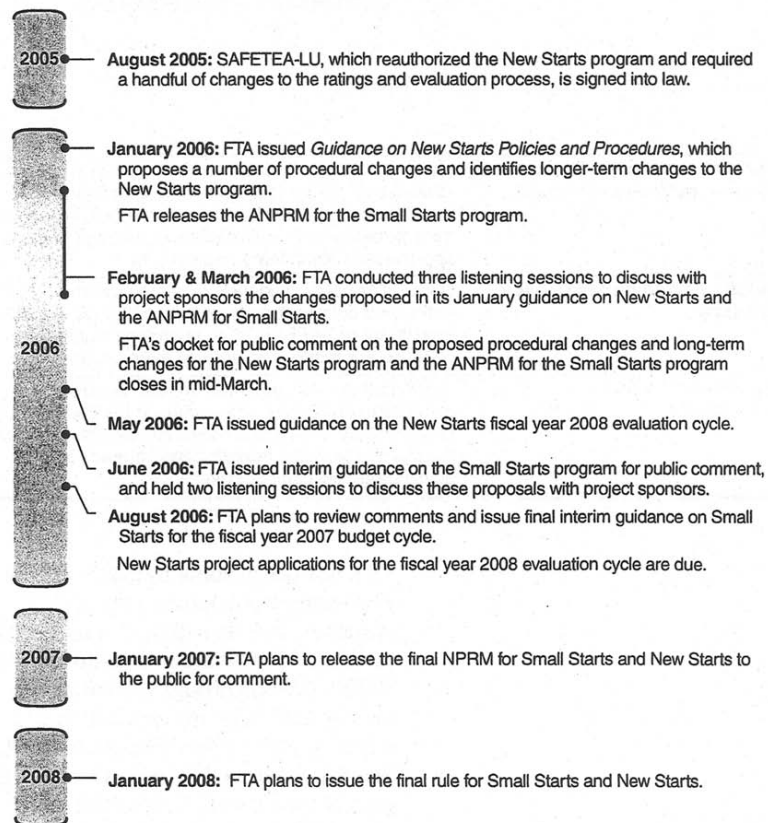 2005
August 2005: SAFETEA-LU, which reauthorized the New Starts program and required
a handful of changes to the ratings and evaluation process, is signed into law.
January 2006: FTA issued Guidance on New Starts Policies and Procedures, which
proposes a number of procedural changes and identifies longer-term changes to the
New Starts program.
FTA releases the ANPRM for the Small Starts program.
February & March 2006: FTA conducted three listening sessions to discuss with
project sponsors the changes proposed in its January guidance on New Starts and
the ANPRM for Small Starts.
2006
FTA's docket for public comment on the proposed procedural changes and long-term
changes for the New Starts program and the ANPRM for the Small Starts program
closes in mid-March.
May 2006: FTA issued guidance on the New Starts fiscal year 2008 evaluation cycle.
June 2006: FTA issued interim guidance on the Small Starts program for public comment,
and held two listening sessions to discuss these proposals with project sponsors.
August 2006: FTA plans to review comments and issue final interim guidance on Small
Starts for the fiscal year 2007 budget cycle.
New Starts project applications for the fiscal year 2008 evaluation cycle are due.
2007
January 2007: FTA plans to release the final NPRM for Small Starts and New Starts to
the public for comment.
2008
January 2008: FTA plans to issue the final rule for Small Starts and New Starts.